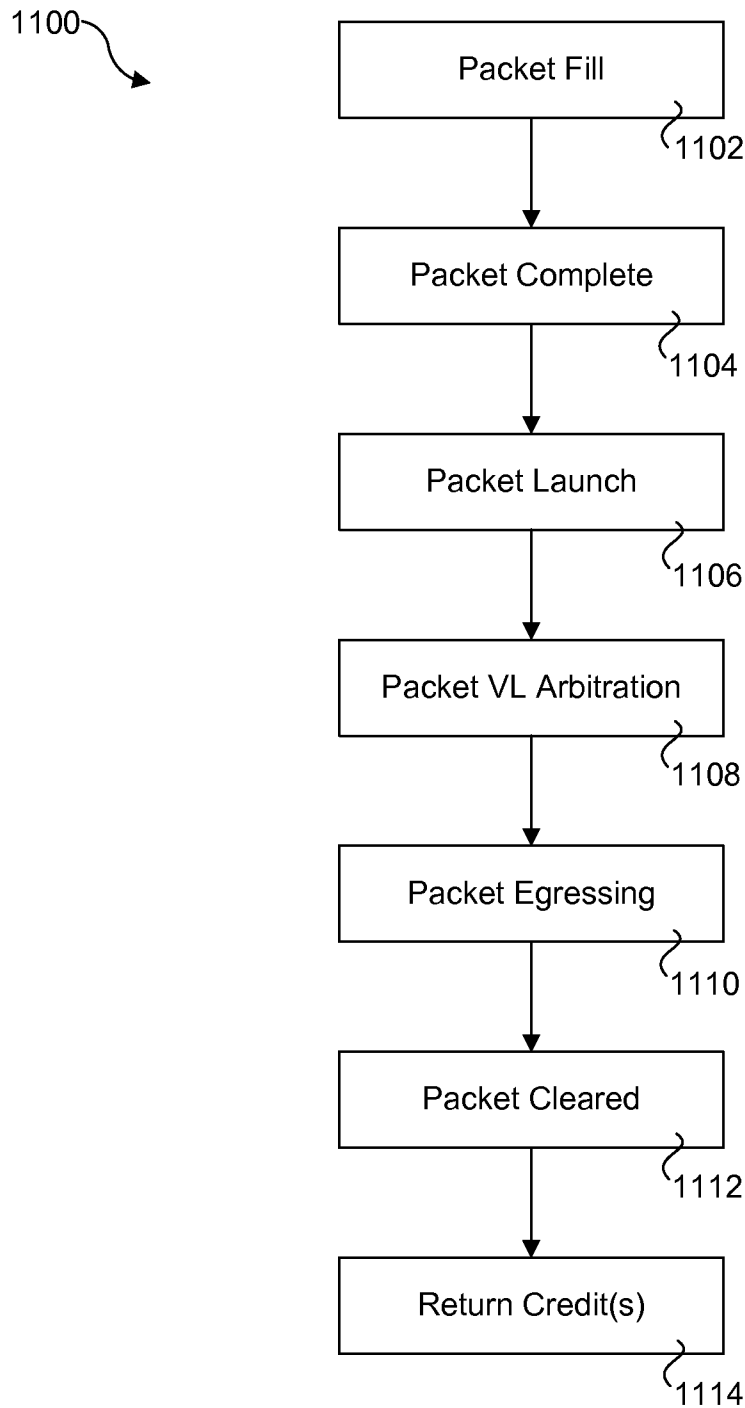 1100
Packet Fill
1102
Packet Complete
1104
Packet Launch
1106
Packet VL Arbitration
1108
Packet Egressing
1110
Packet Cleared
1112
Return Credit(s)
1114